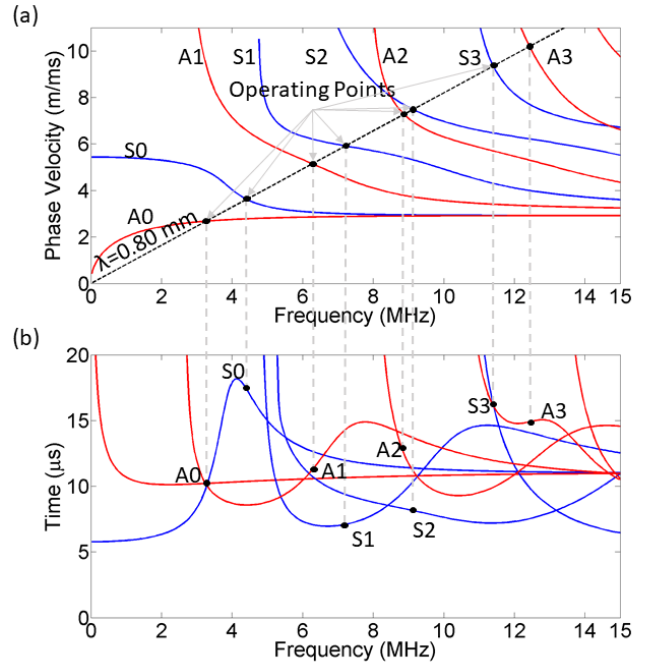 (a)
10
8
6
4
2
0
Phase Velocity (m/ms)
A1 S1 S2 A2 S3 A3
Operating Points
S0
A0
λ=0.80 mm
0 2 4 6 8 10 12 15
Frequency (MHz)
(b)
20
15
10
5
0
Time (μs)
S0
A0
A1
S1
A2
S2
S3
A3
0 2 4 6 8 10 12 15
Frequency (MHz)